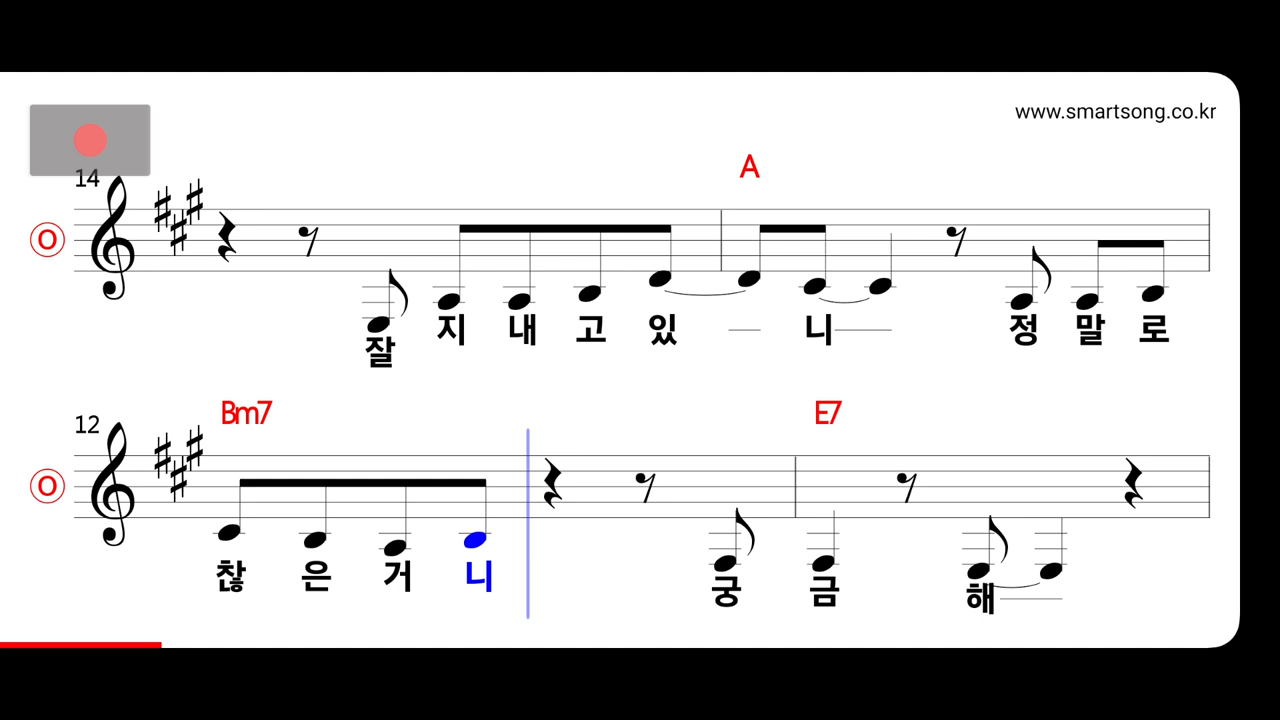 www.smartsong.co.kr
14
A
O
잘 지 내 고 있 니 정 말 로
12
Bm7 E7
O
찮 은 거 니 궁 금 해